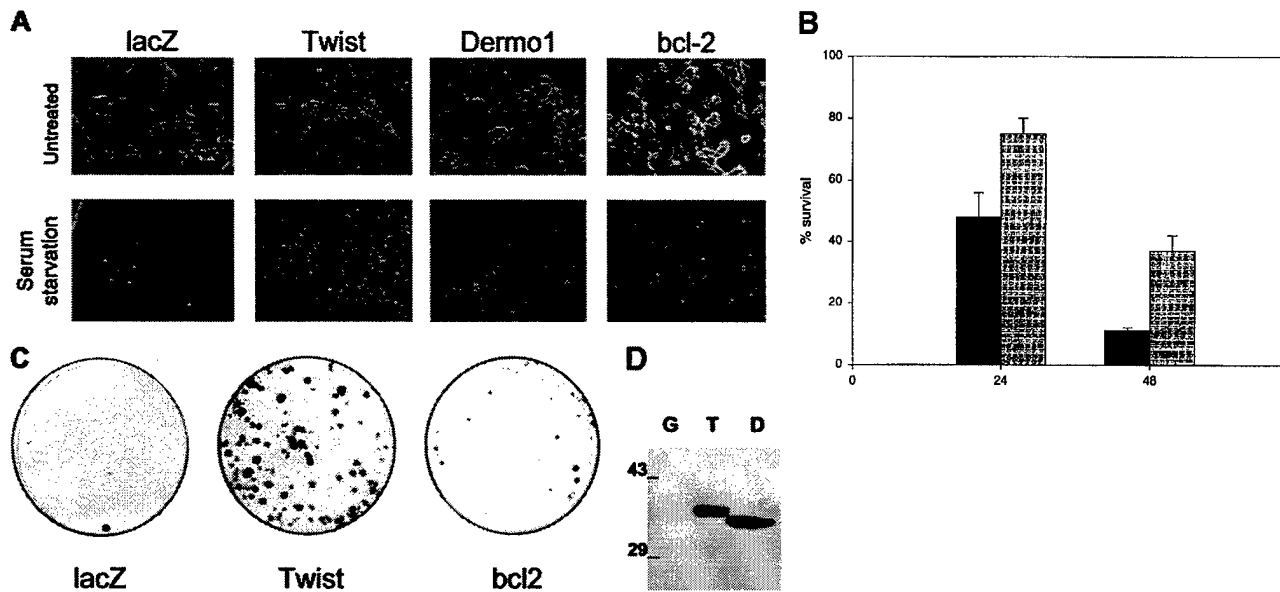 A
lacZ
Twist
Dermo1
bcl-2
Untreated
Serum
starvation
B
100
80
60
40
20
0
% survival
0
24
48
C
lacZ
Twist
bcl2
D
G T D
43
29